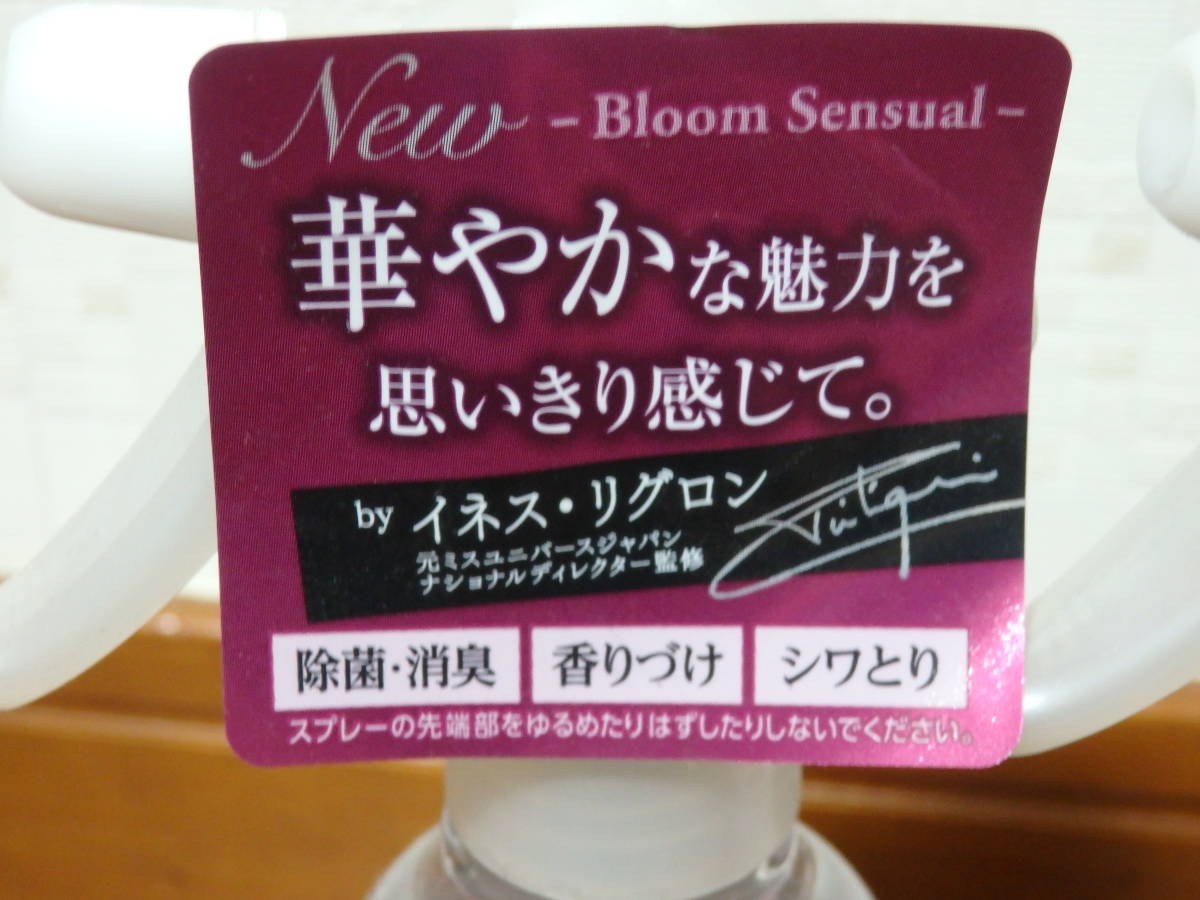 New – Bloom Sensual –
華やかな魅力を
思いきり感じて。
by イネス・リグロン
元ミスユニバースジャパン
ナショナルディレクター監修
除菌・消臭 香りづけ シワとり
スプレーの先端部をゆるめたりはずしたりしないでください。